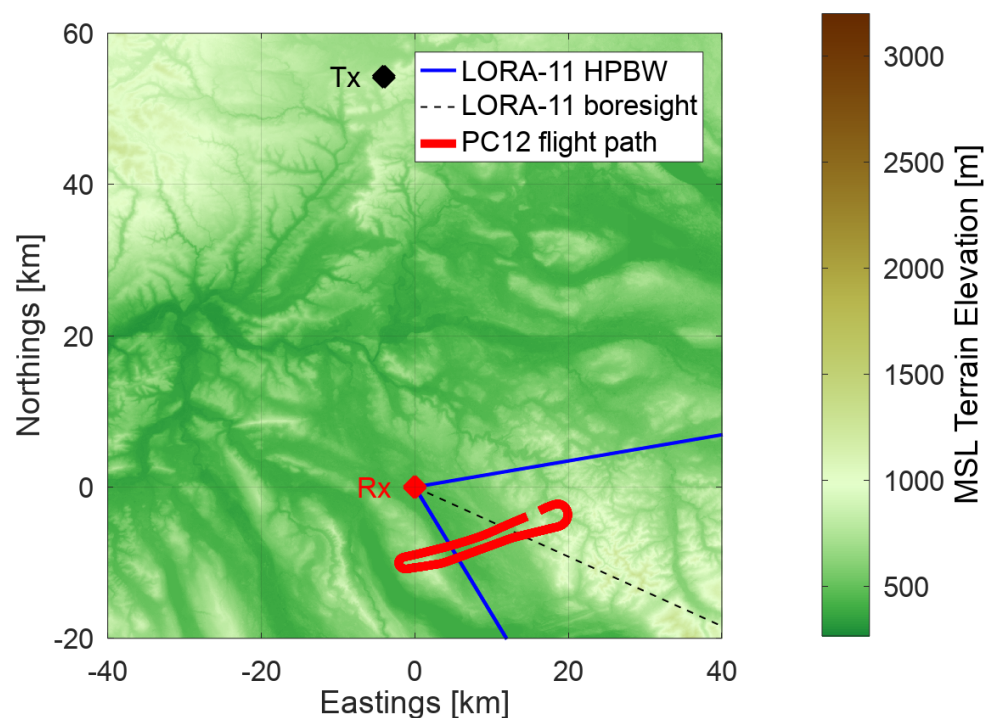 60
40
20
0
-20
-40
-20
0
20
40
Northings [km]
Eastings [km]
Tx
Rx
LORA-11 HPBW
LORA-11 boresight
PC12 flight path
3000
2500
2000
1500
1000
500
MSL Terrain Elevation [m]